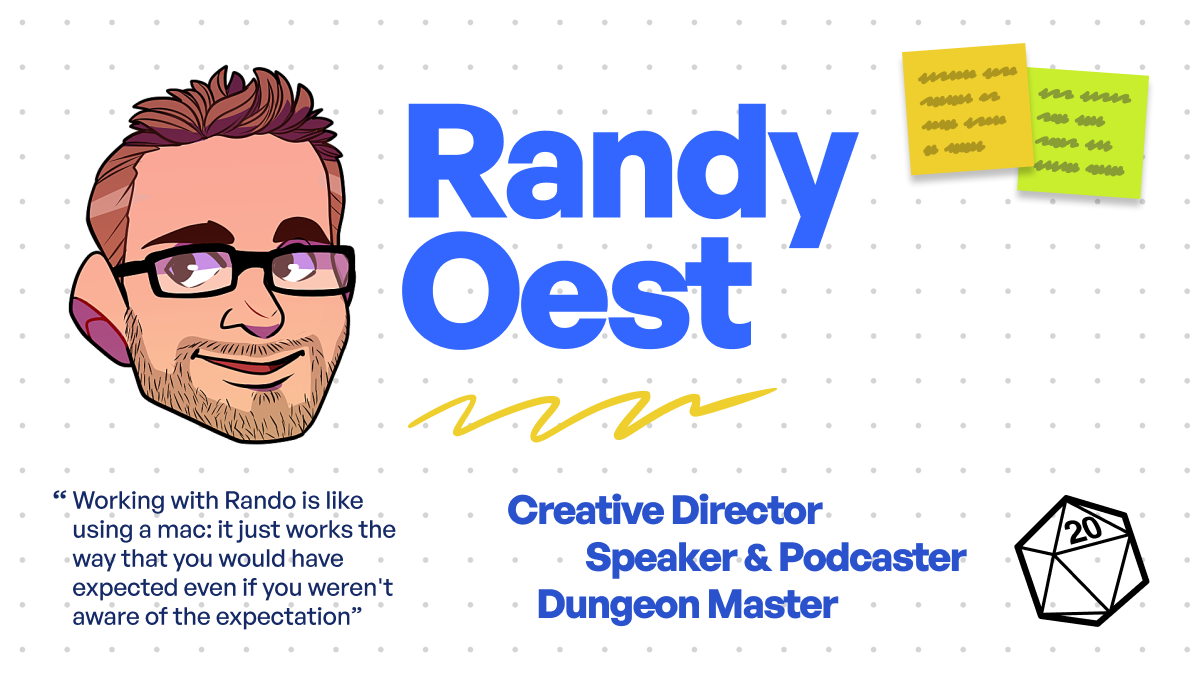 Randy
Oest
“Working with Rando is like
using a mac: it just works the
way that you would have
expected even if you weren't
aware of the expectation”
Creative Director
Speaker & Podcaster
Dungeon Master
20